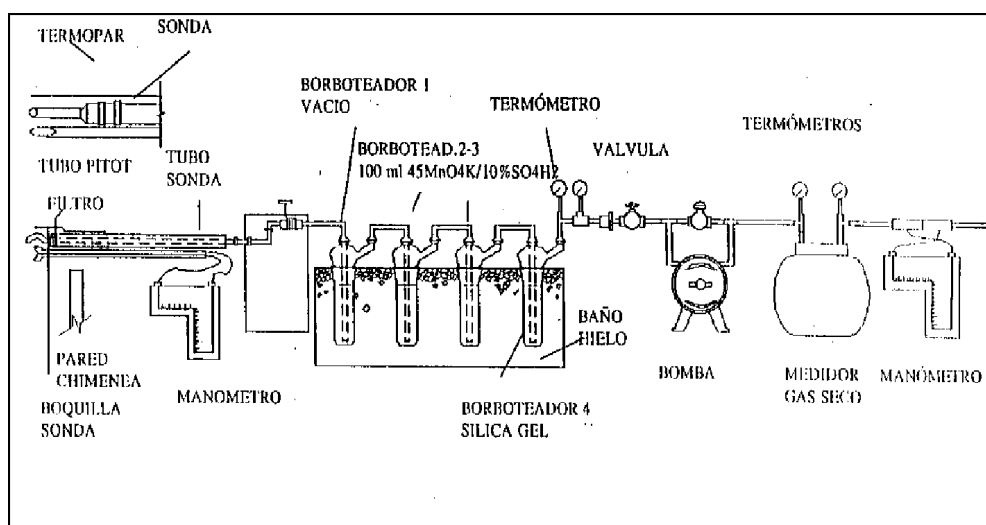 TERMOPAR
SONDA
TUBO PITOT
FILTRO
TUBO
SONDA
PARED
CHIMENEA
BOQUILLA
SONDA
MANOMETRO
BORBOTEADOR 1
VACIO
BORBOTEAD.2-3
100 ml 45MnO4K/10%SO4H2
TERMÓMETRO
VALVULA
TERMÓMETROS
BAÑO
HIELO
BORBOTEADOR 4
SILICA GEL
BOMBA
MEDIDOR
GAS SECO
MANÓMETRO